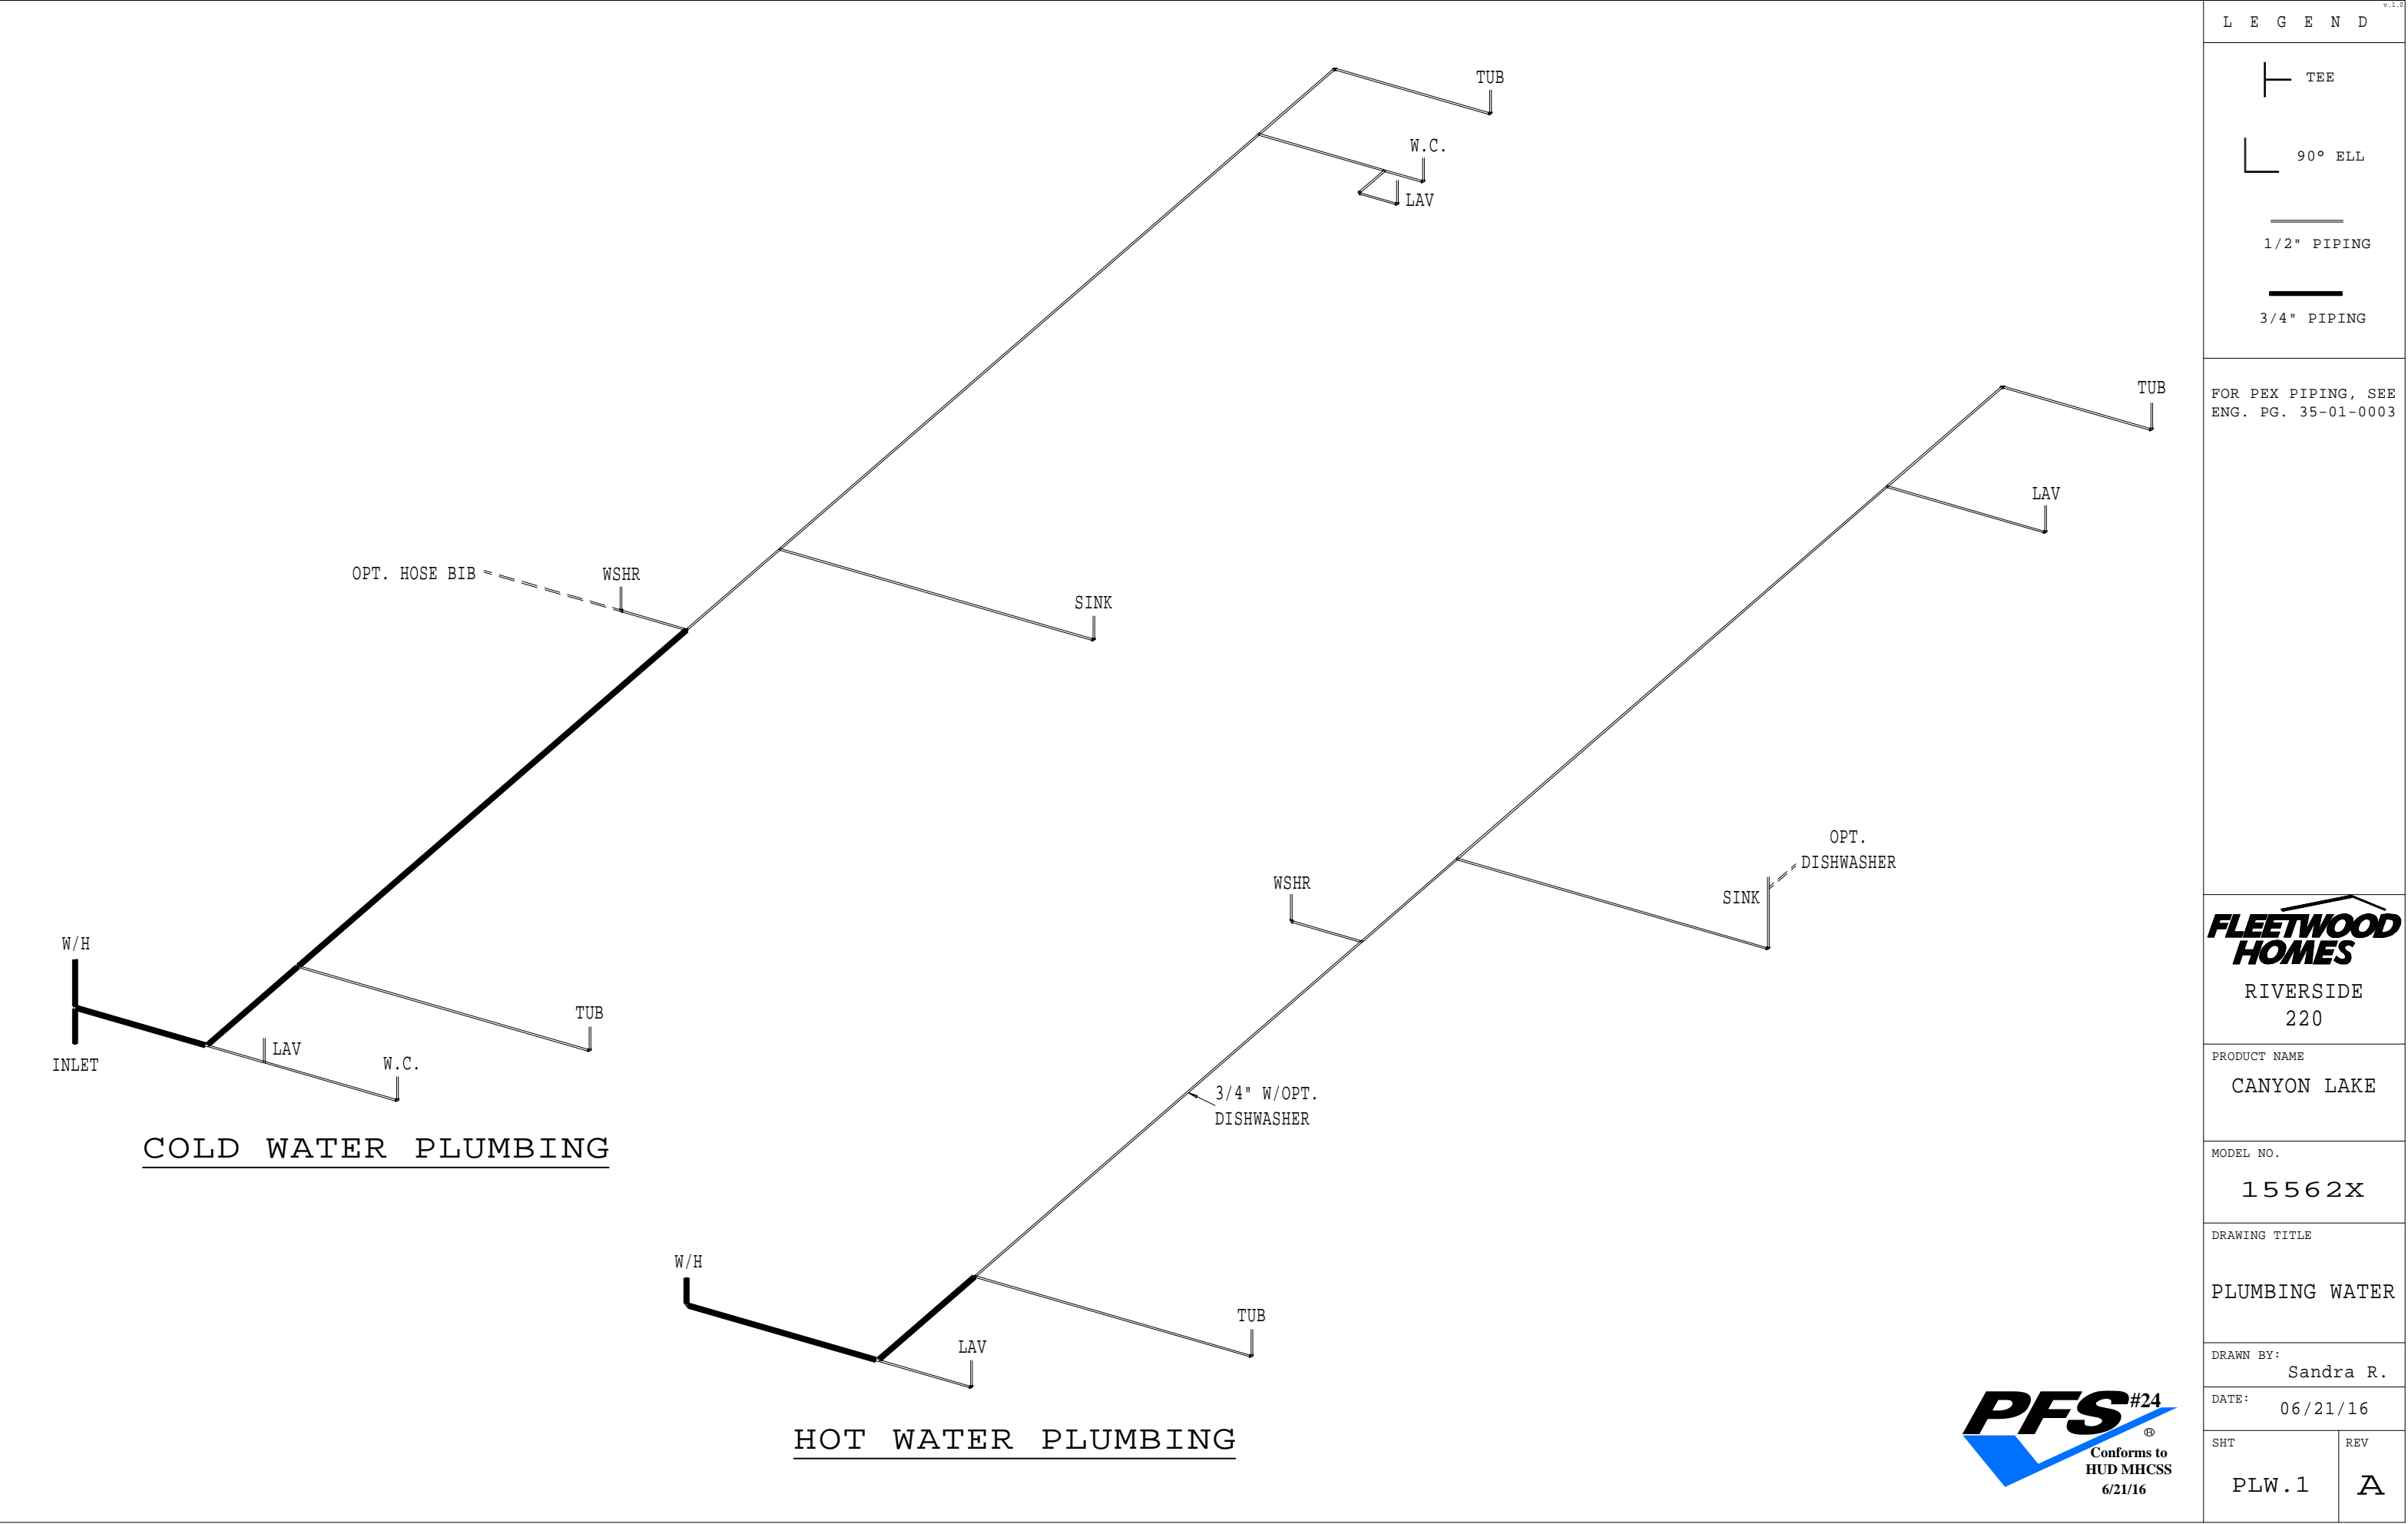 TUB
W.C.
LAV
OPT. HOSE BIB
WSHR
SINK
W/H
INLET
TUB
LAV
W.C.
COLD WATER PLUMBING
TUB
LAV
OPT.
DISHWASHER
SINK
WSHR
3/4" W/OPT.
DISHWASHER
W/H
TUB
LAV
HOT WATER PLUMBING
PFS #24
®
Conforms to
HUD MHCSS
6/21/16
v.1.0
L E G E N D
TEE
90° ELL
1/2" PIPING
3/4" PIPING
FOR PEX PIPING, SEE
ENG. PG. 35-01-0003
FLEETWOOD
HOMES
RIVERSIDE
220
PRODUCT NAME
CANYON LAKE
MODEL NO.
15562X
DRAWING TITLE
PLUMBING WATER
DRAWN BY:
Sandra R.
DATE: 06/21/16
SHT
PLW.1
REV
A